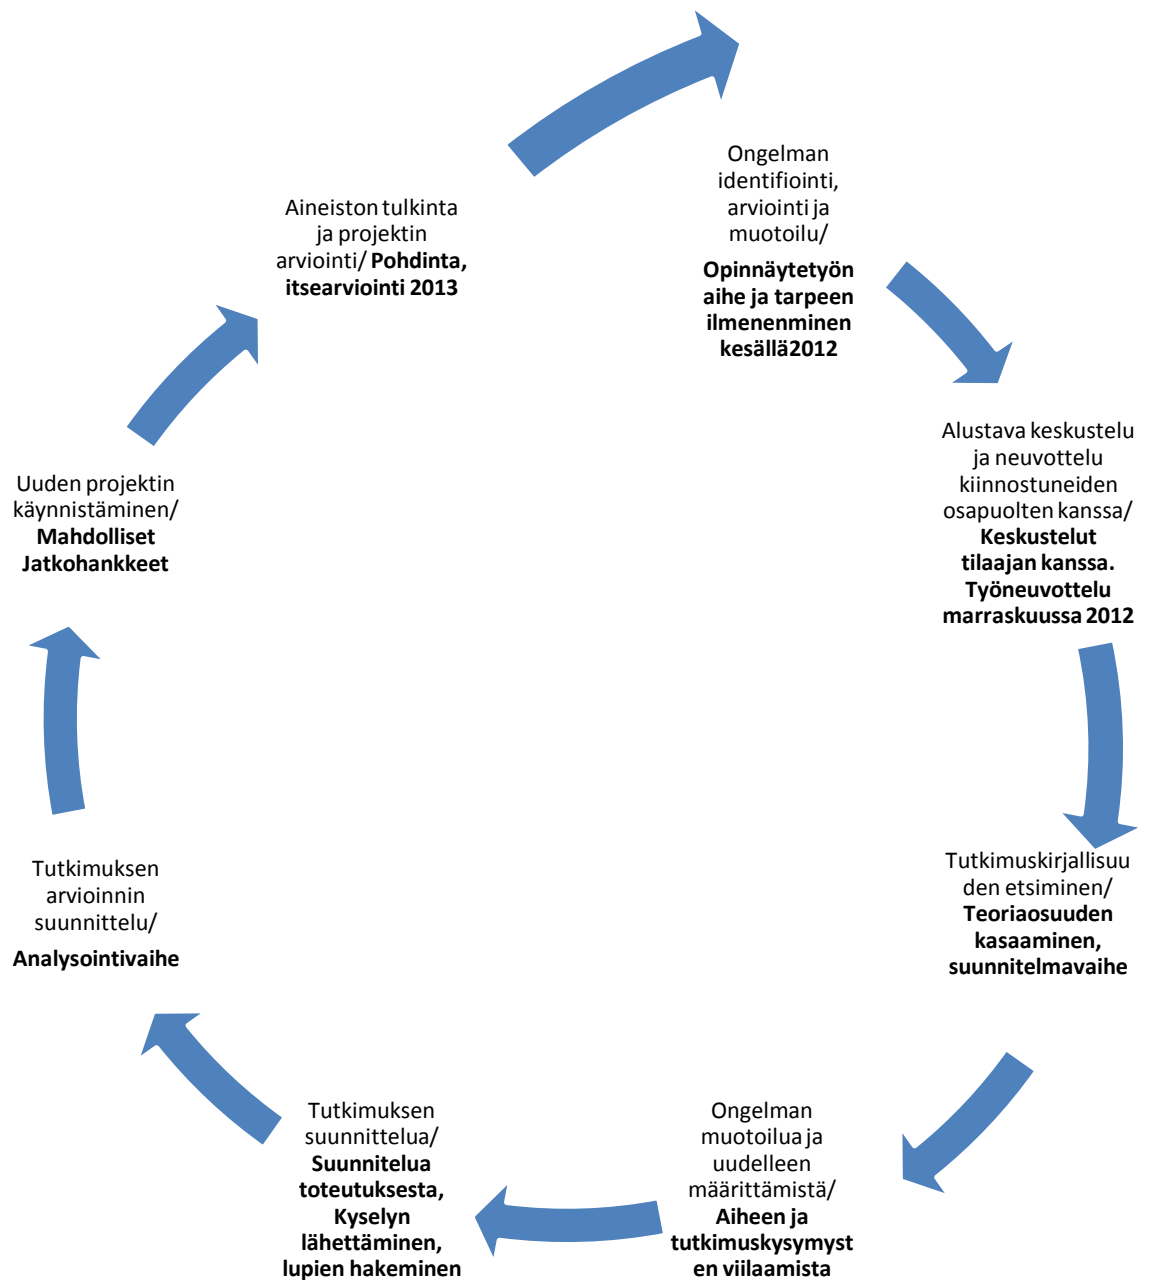 Ongelman
identifiointi,
arviointi ja
muotoilu/
Opinnäytetyön
aihe ja tarpeen
ilmenenminen
kesällä2012
Alustava keskustelu
ja neuvottelu
kiinnostuneiden
osapuolten kanssa/
Keskustelut
tilaajan kanssa.
Työneuvottelu
marraskuussa 2012
Tutkimuskirjallisuu
den etsiminen/
Teoriaosuuden
kasaaminen,
suunnitelmavaihe
Ongelman
muotoilua ja
uudelleen
määrittämistä/
Aiheen ja
tutkimuskysymyst
en viilaamista
Tutkimuksen
suunnittelua/
Suunnitelua
toteutuksesta,
Kyselyn
lähettäminen,
lupien hakeminen
Tutkimuksen
arvioinnin
suunnittelu/
Analysointivaihe
Uuden projektin
käynnistäminen/
Mahdolliset
Jatkohankkeet
Aineiston tulkinta
ja projektin
arviointi/ Pohdinta,
itsearviointi 2013